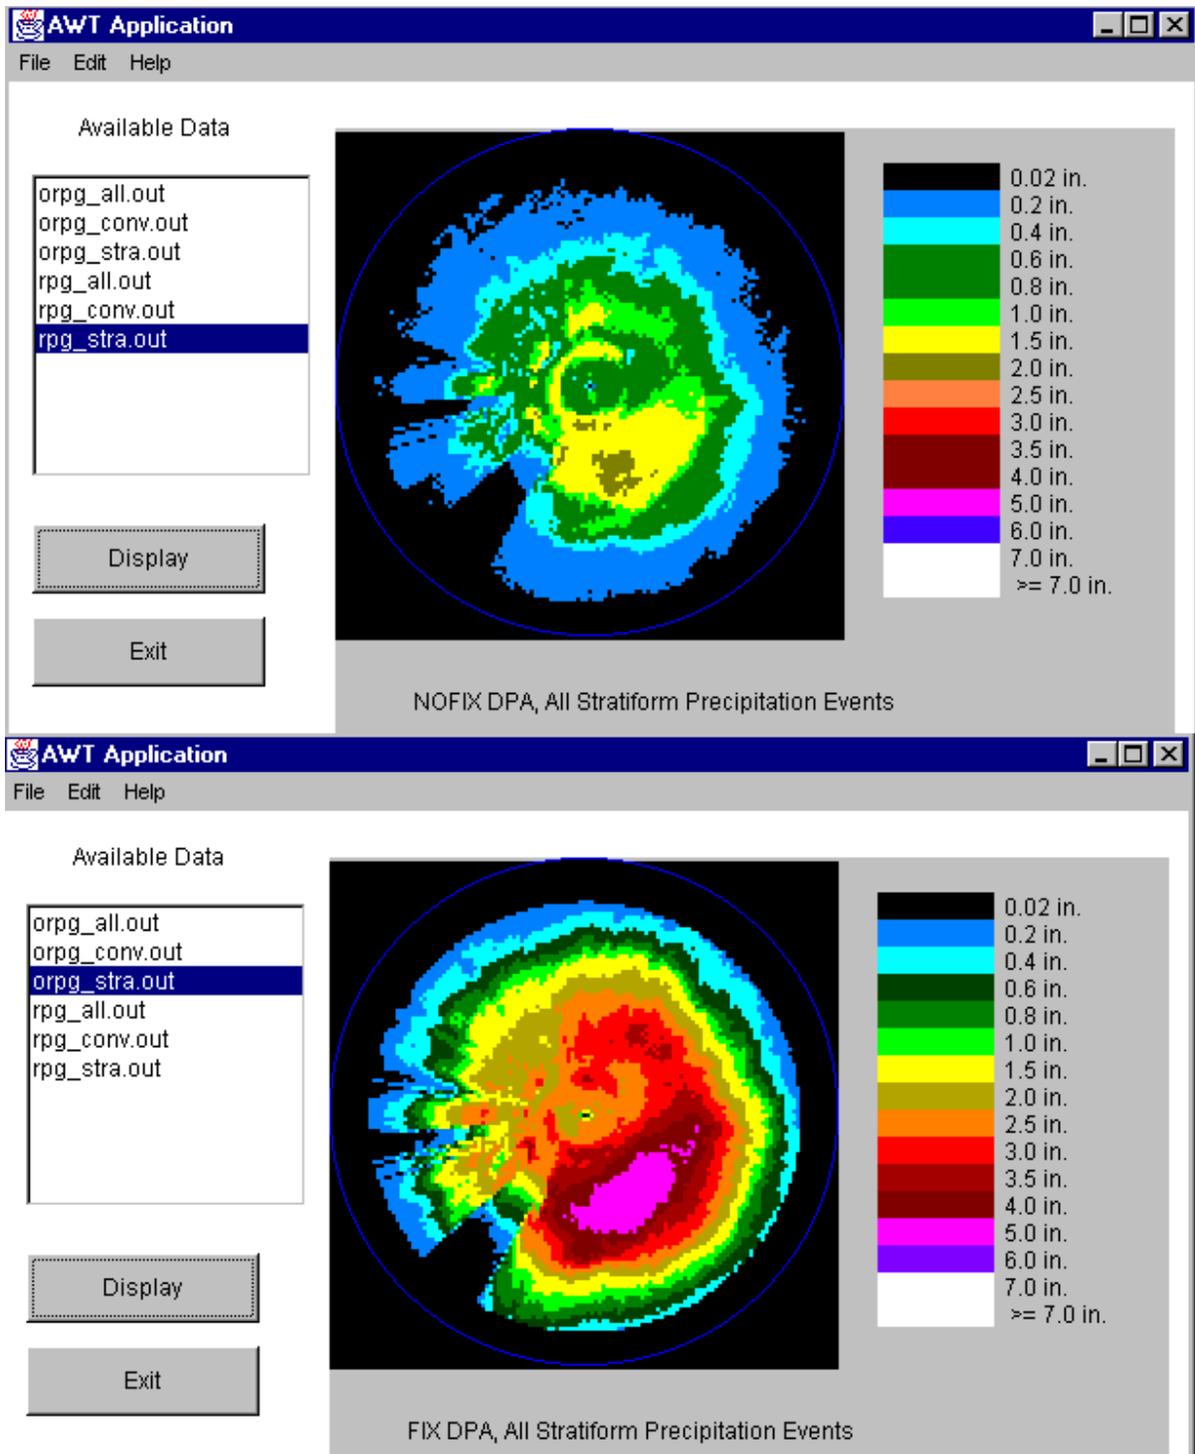 AWT Application
File Edit Help
Available Data
orpg_all.out
orpg_conv.out
orpg_stra.out
rpg_all.out
rpg_conv.out
rpg_stra.out
Display
Exit
0.02 in.
0.2 in.
0.4 in.
0.6 in.
0.8 in.
1.0 in.
1.5 in.
2.0 in.
2.5 in.
3.0 in.
3.5 in.
4.0 in.
5.0 in.
6.0 in.
7.0 in.
>= 7.0 in.
NOFIX DPA, All Stratiform Precipitation Events
AWT Application
File Edit Help
Available Data
orpg_all.out
orpg_conv.out
orpg_stra.out
rpg_all.out
rpg_conv.out
rpg_stra.out
Display
Exit
0.02 in.
0.2 in.
0.4 in.
0.6 in.
0.8 in.
1.0 in.
1.5 in.
2.0 in.
2.5 in.
3.0 in.
3.5 in.
4.0 in.
5.0 in.
6.0 in.
7.0 in.
>= 7.0 in.
FIX DPA, All Stratiform Precipitation Events